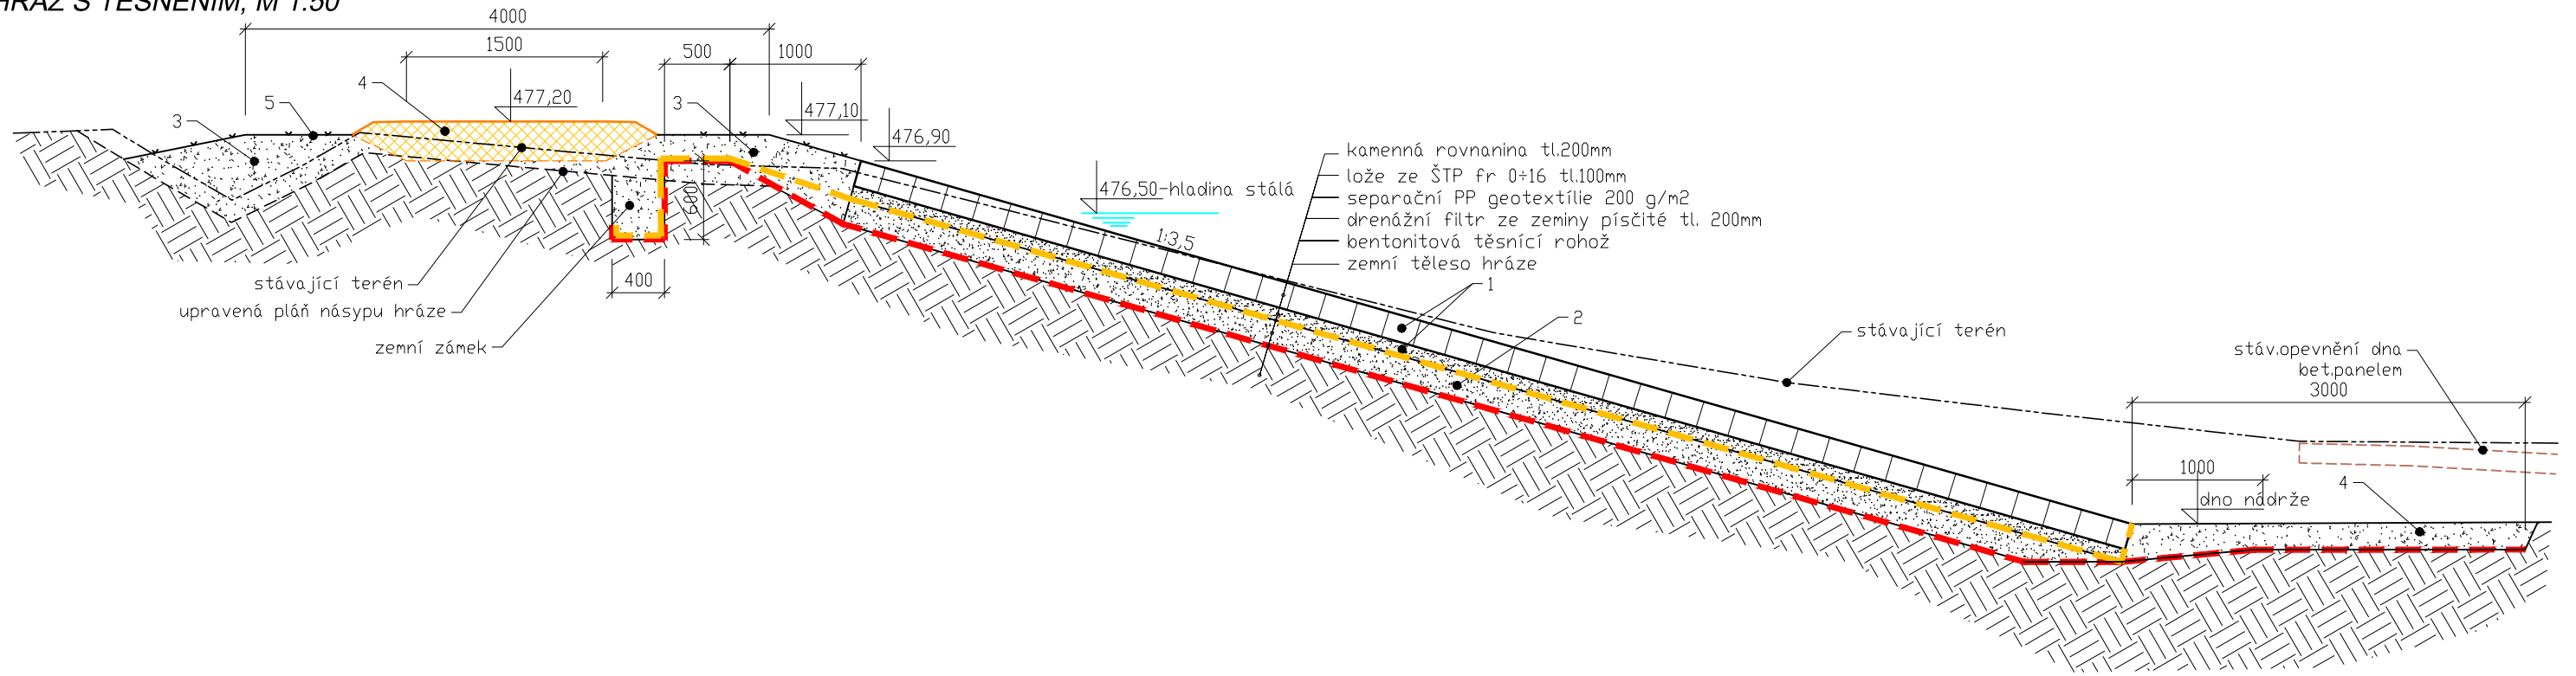 HRÁZ S TĚSNĚNÍM, M 1:50
4000
1500
500
1000
4
5
3
477,20
3
477,10
476,90
600
400
stávající terén
upravená pláň násypu hráze
zemní zámek
476,50-hladina stálá
1:3,5
kamenná rovnanina tl.200mm
lože ze ŠTP fr 0÷16 tl.100mm
separační PP geotextílie 200 g/m2
drenážní filtr ze zeminy písčité tl. 200mm
bentonitová těsnící rohož
zemní těleso hráze
1
2
stávající terén
stáv.opevnění dna
bet.panelem
3000
1000
4
dno nádrže